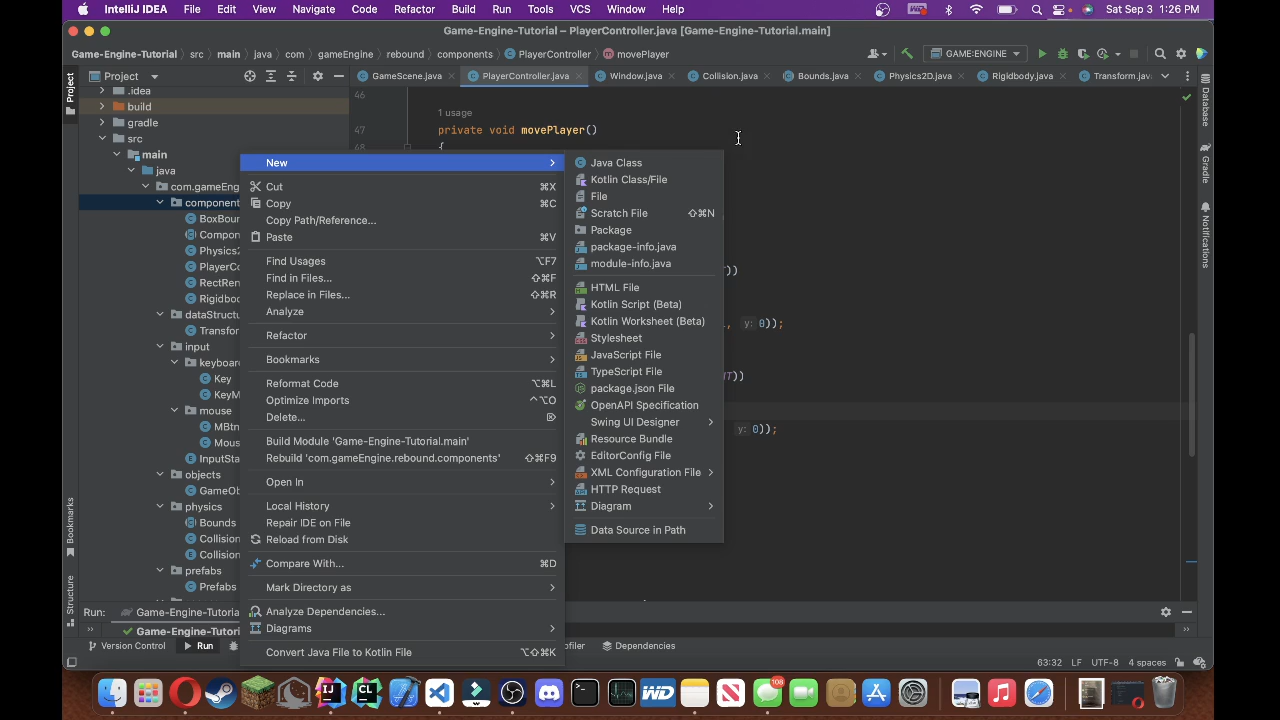 IntelliJ IDEA File Edit View Navigate Code Refactor Build Run Tools VCS Window Help Sat Sep 3 1:26 PM
Game-Engine-Tutorial – PlayerController.java [Game-Engine-Tutorial.main]
Game-Engine-Tutorial src main java com gameEngine rebound components PlayerController movePlayer GAME:ENGINE
Project GameScene.java PlayerController.java Window.java Collision.java Bounds.java Physics2D.java Rigidbody.java Transform.jav
Project
.idea
build
gradle
src
main
java
com.gameEng
component
BoxBour
Compon
Physics2
PlayerCo
RectRen
Rigidboo
dataStructu
Transfor
input
keyboard
Key
KeyM
mouse
MBtn
Mous
InputSta
objects
GameOb
physics
Bounds
Collision
Collision
prefabs
Prefabs
46
1 usage
47 private void movePlayer()
48 {
New
Cut ⌘X
Copy ⌘C
Copy Path/Reference...
Paste ⌘V
Find Usages ⌥F7
Find in Files... ⇧⌘F
Replace in Files... ⇧⌘R
Analyze
Refactor
Bookmarks
Reformat Code ⌥⌘L
Optimize Imports ^⌥O
Delete... ⌦
Build Module 'Game-Engine-Tutorial.main'
Rebuild 'com.gameEngine.rebound.components' ⇧⌘F9
Open In
Local History
Repair IDE on File
Reload from Disk
Compare With... ⌘D
Mark Directory as
Analyze Dependencies...
Diagrams
Convert Java File to Kotlin File ⌥⇧⌘K
Java Class
Kotlin Class/File
File
Scratch File ⇧⌘N
Package
package-info.java
module-info.java
HTML File
Kotlin Script (Beta)
Kotlin Worksheet (Beta)
Stylesheet
JavaScript File
TypeScript File
package.json File
OpenAPI Specification
Swing UI Designer
Resource Bundle
EditorConfig File
XML Configuration File
HTTP Request
Diagram
Data Source in Path
))
, y: 0));
T))
y: 0));
Database
Gradle
Notifications
Bookmarks
Structure
Run: Game-Engine-Tutoria
Game-Engine-Tutori
Version Control Run ofiler Dependencies
63:32 LF UTF-8 4 spaces
IJ CL WD 108